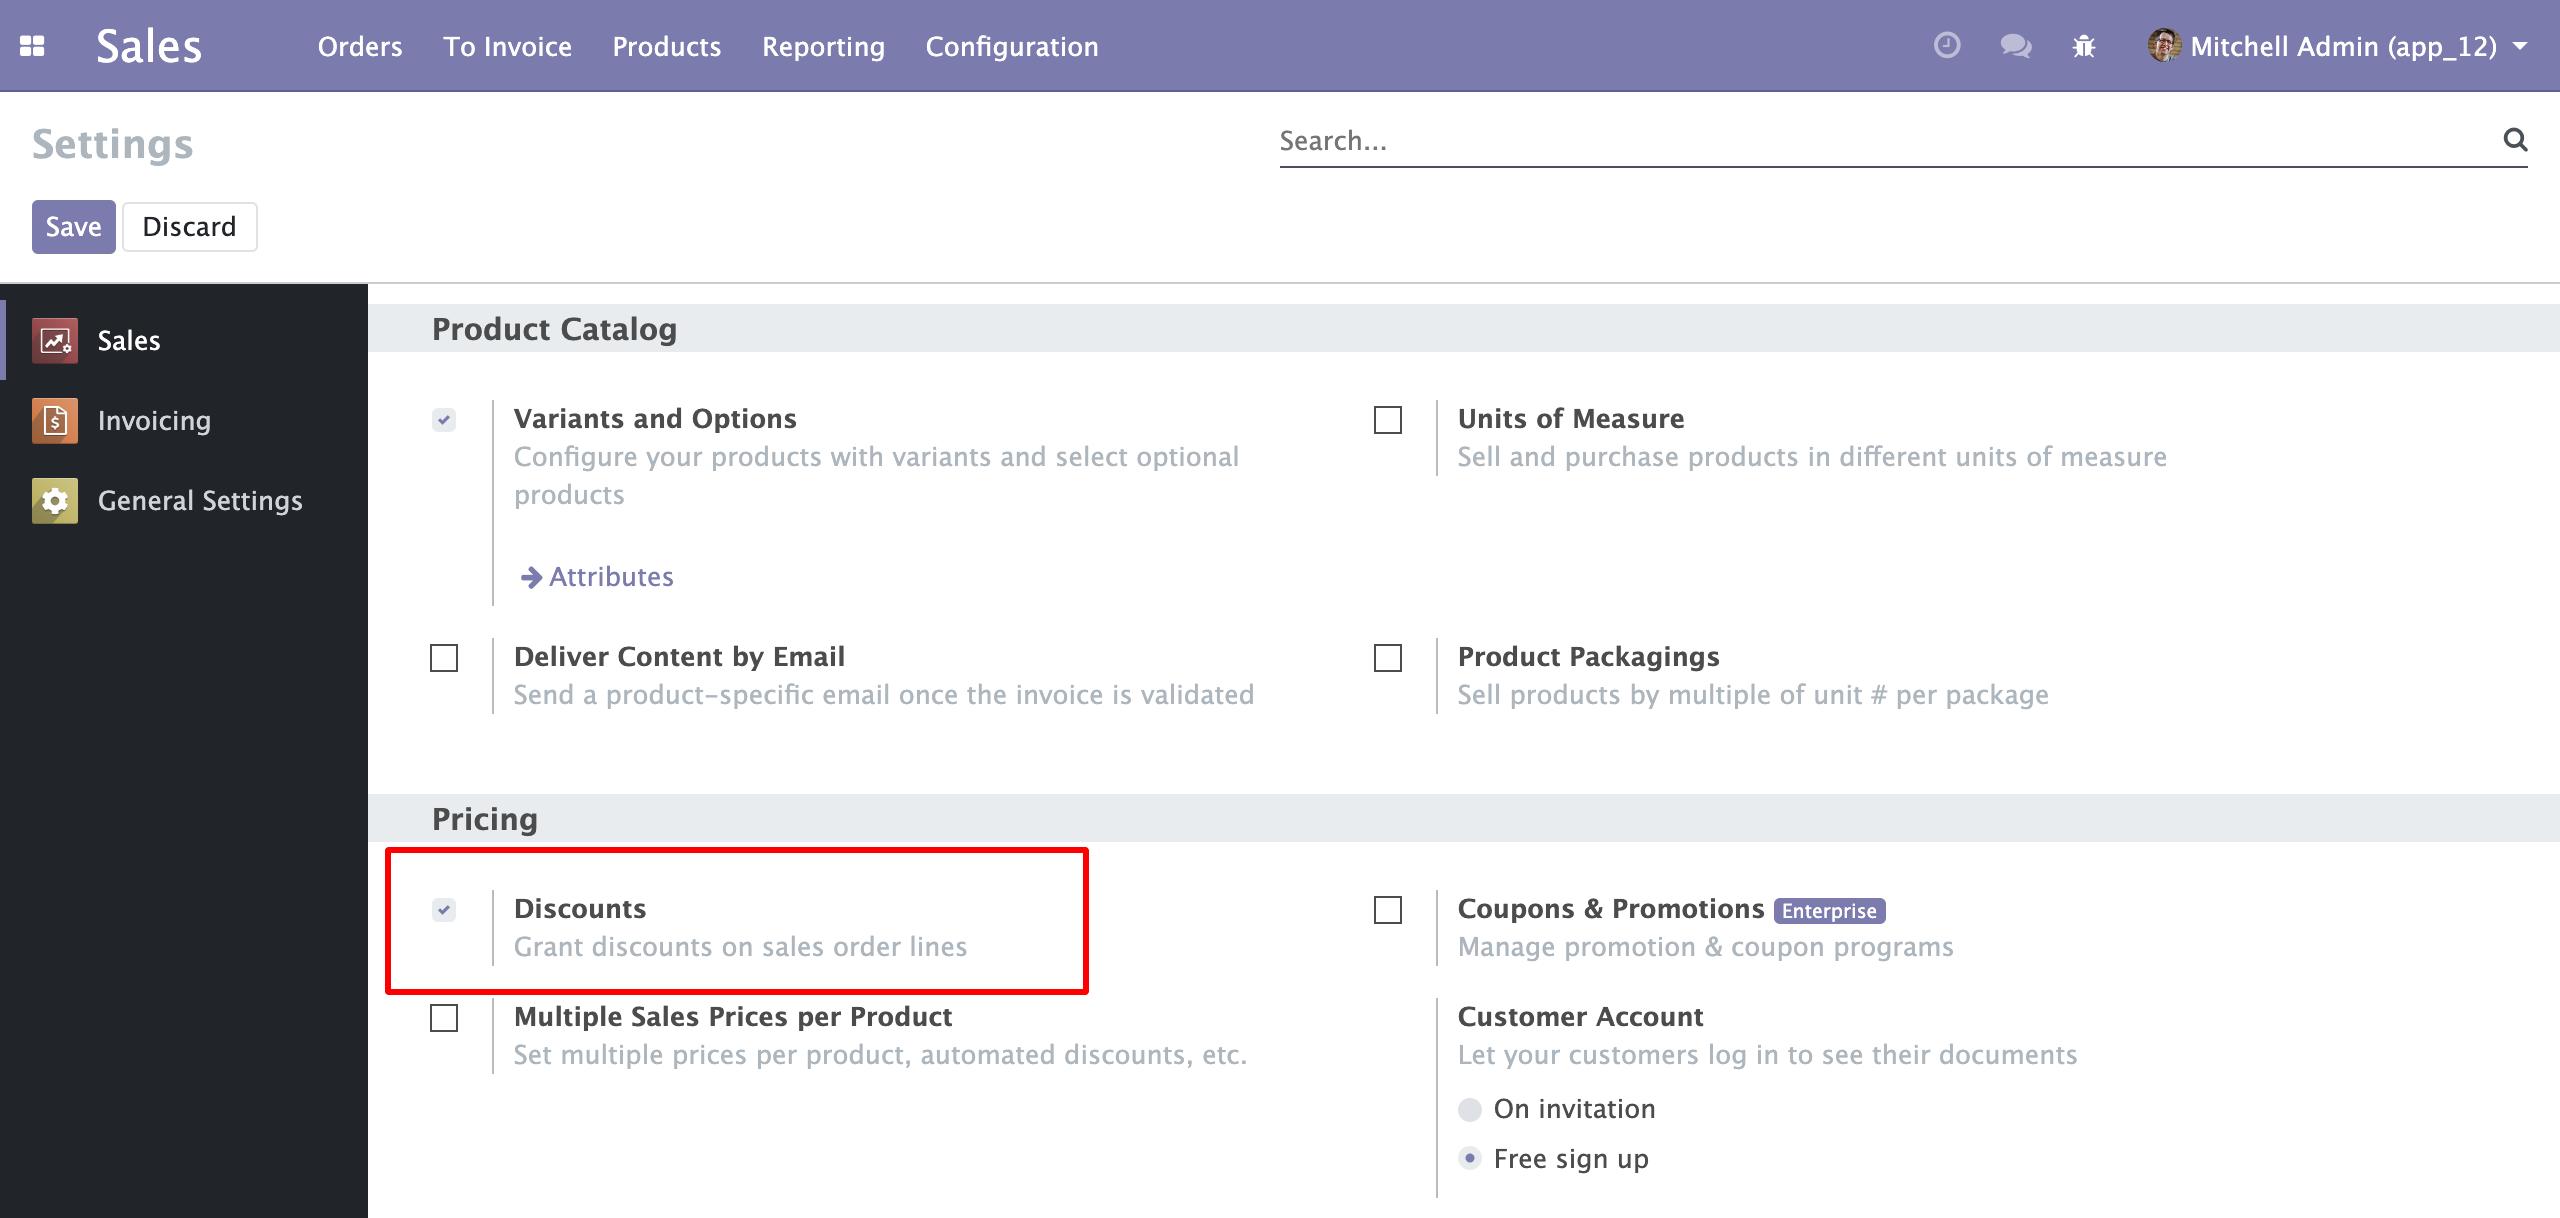 Sales
Orders
To Invoice
Products
Reporting
Configuration
Mitchell Admin (app_12)
Settings
Search...
Save
Discard
Sales
Invoicing
General Settings
Product Catalog
Variants and Options
Configure your products with variants and select optional
products
Attributes
Units of Measure
Sell and purchase products in different units of measure
Deliver Content by Email
Send a product-specific email once the invoice is validated
Product Packagings
Sell products by multiple of unit # per package
Pricing
Discounts
Grant discounts on sales order lines
Coupons & Promotions Enterprise
Manage promotion & coupon programs
Multiple Sales Prices per Product
Set multiple prices per product, automated discounts, etc.
Customer Account
Let your customers log in to see their documents
On invitation
Free sign up